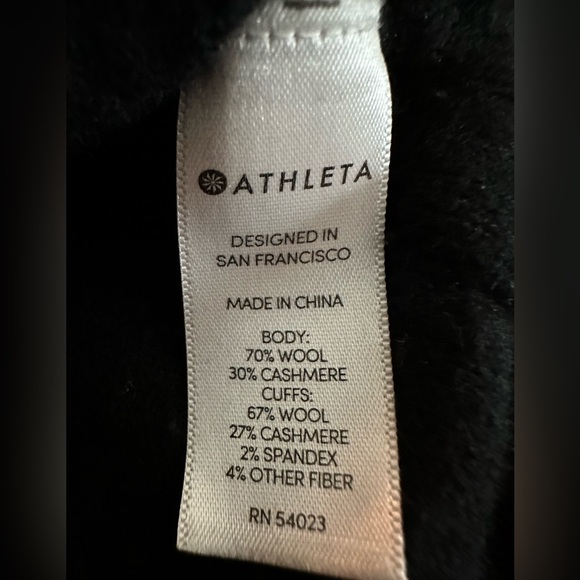 ATHLETA
DESIGNED IN
SAN FRANCISCO
MADE IN CHINA
BODY:
70% WOOL
30% CASHMERE
CUFFS:
67% WOOL
27% CASHMERE
2% SPANDEX
4% OTHER FIBER
RN 54023